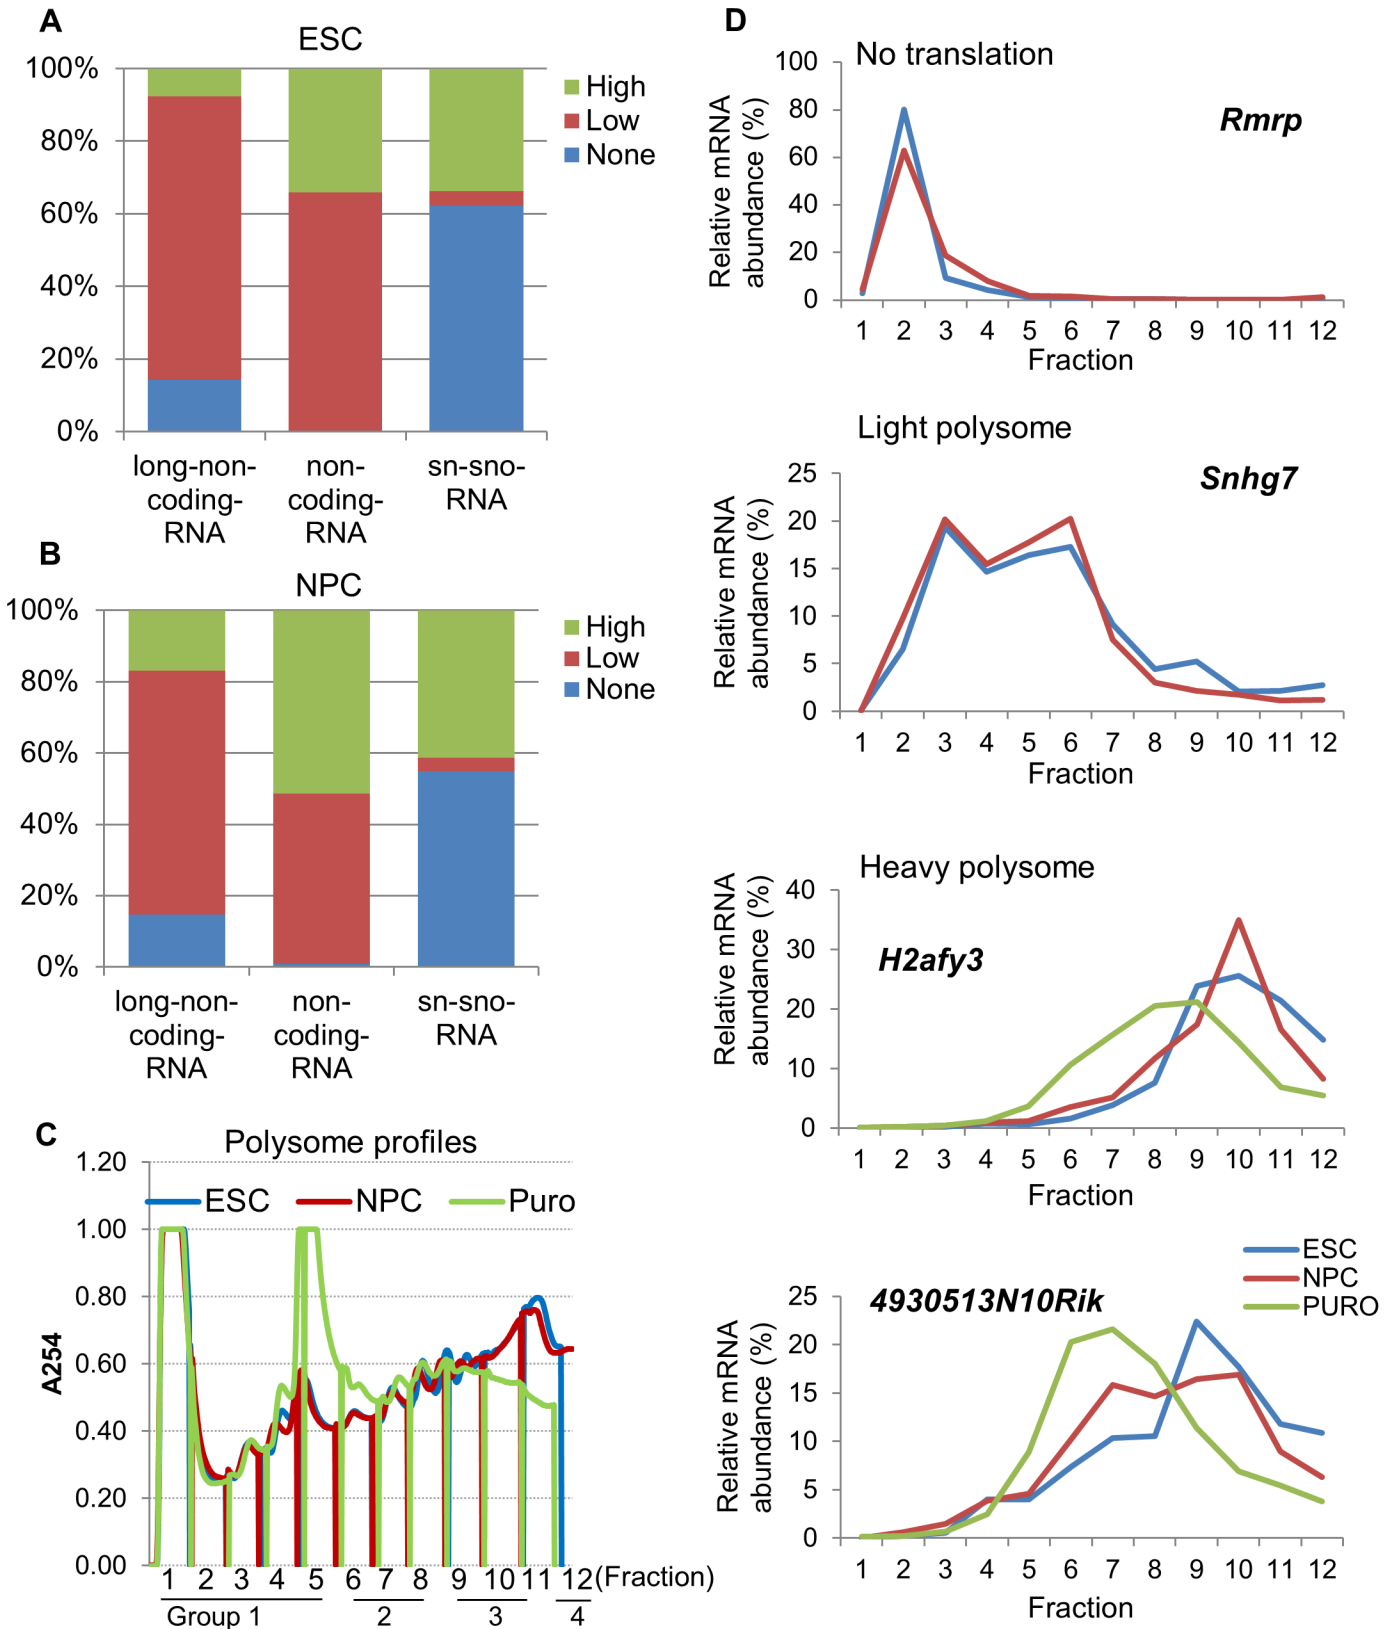 A
ESC
100%
80%
60%
40%
20%
0%
High
Low
None
long-non-
coding-
RNA
non-
coding-
RNA
sn-sno-
RNA
B
NPC
100%
80%
60%
40%
20%
0%
High
Low
None
long-non-
coding-
RNA
non-
coding-
RNA
sn-sno-
RNA
C
Polysome profiles
ESC NPC Puro
A254
1.20
1.00
0.80
0.60
0.40
0.20
0.00
1 2 3 4 5 6 7 8 9 10 11 12 (Fraction)
Group 1 2 3 4
D
No translation
Rmrp
Relative mRNA
abundance (%)
100
80
60
40
20
0
1 2 3 4 5 6 7 8 9 10 11 12
Fraction
Light polysome
Snhg7
Relative mRNA
abundance (%)
25
20
15
10
5
0
1 2 3 4 5 6 7 8 9 10 11 12
Fraction
Heavy polysome
H2afy3
Relative mRNA
abundance (%)
40
30
20
10
0
1 2 3 4 5 6 7 8 9 10 11 12
Fraction
ESC
NPC
PURO
4930513N10Rik
Relative mRNA
abundance (%)
25
20
15
10
5
0
1 2 3 4 5 6 7 8 9 10 11 12
Fraction